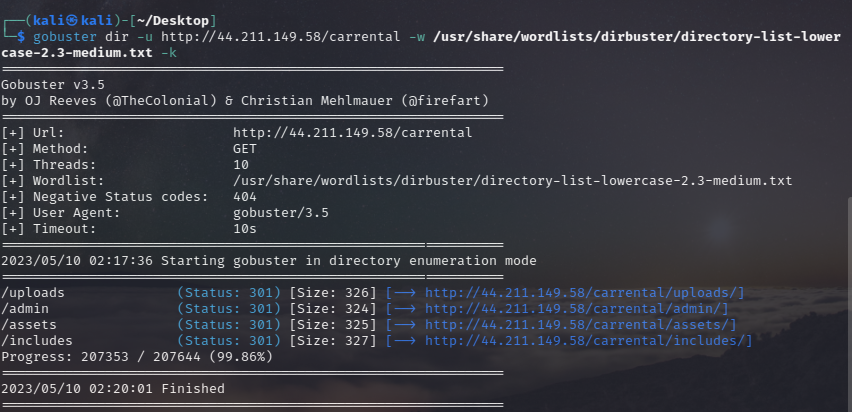 ┌──(kali㉿kali)-[~/Desktop]
└─$ gobuster dir -u http://44.211.149.58/carrental -w /usr/share/wordlists/dirbuster/directory-list-lower
case-2.3-medium.txt -k
===============================================================
Gobuster v3.5
by OJ Reeves (@TheColonial) & Christian Mehlmauer (@firefart)
===============================================================
[+] Url:                     http://44.211.149.58/carrental
[+] Method:                  GET
[+] Threads:                 10
[+] Wordlist:                /usr/share/wordlists/dirbuster/directory-list-lowercase-2.3-medium.txt
[+] Negative Status codes:   404
[+] User Agent:              gobuster/3.5
[+] Timeout:                 10s
===============================================================
2023/05/10 02:17:36 Starting gobuster in directory enumeration mode
===============================================================
/uploads              (Status: 301) [Size: 326] [--> http://44.211.149.58/carrental/uploads/]
/admin                (Status: 301) [Size: 324] [--> http://44.211.149.58/carrental/admin/]
/assets               (Status: 301) [Size: 325] [--> http://44.211.149.58/carrental/assets/]
/includes             (Status: 301) [Size: 327] [--> http://44.211.149.58/carrental/includes/]
Progress: 207353 / 207644 (99.86%)
===============================================================
2023/05/10 02:20:01 Finished
===============================================================